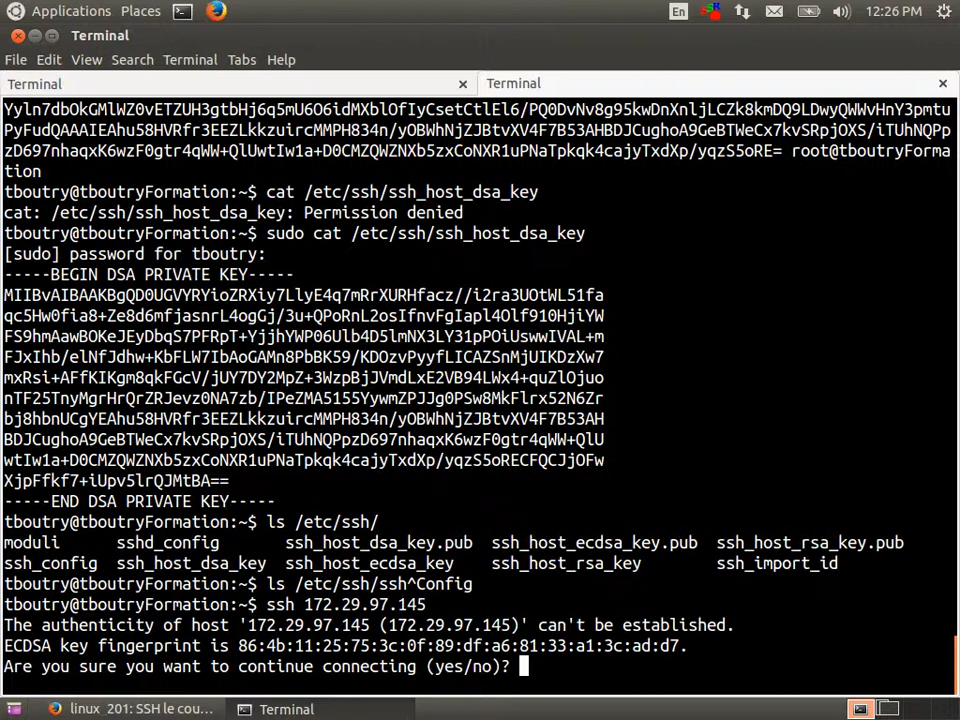 Applications Places En 12:26 PM
Terminal
File Edit View Search Terminal Tabs Help
Terminal Terminal
Yyln7dbOkGMlWZ0vETZUH3gtbHj6q5mU6O6idMXblOfIyCsetCtlEl6/PQ0DvNv8g95kwDnXnljLCZk8kmDQ9LDwyQWWvHnY3pmtu
PyFudQAAAIEAhu58HVRfr3EEZLkkzuircMMPH834n/yOBWhNjZJBtvXV4F7B53AHBDJCughoA9GeBTWeCx7kvSRpjOXS/iTUhNQPp
zD697nhaqxK6wzF0gtr4qWW+QlUwtIw1a+D0CMZQWZNXb5zxCoNXR1uPNaTpkqk4cajyTxdXp/yqzS5oRE= root@tboutryForma
tion
tboutry@tboutryFormation:~$ cat /etc/ssh/ssh_host_dsa_key
cat: /etc/ssh/ssh_host_dsa_key: Permission denied
tboutry@tboutryFormation:~$ sudo cat /etc/ssh/ssh_host_dsa_key
[sudo] password for tboutry:
-----BEGIN DSA PRIVATE KEY-----
MIIBvAIBAAKBgQD0UGVYRYioZRXiy7LlyE4q7mRrXURHfacz//i2ra3UOtWL51fa
qc5Hw0fia8+Ze8d6mfjasnrL4ogGj/3u+QPoRnL2osIfnvFgIapl4Olf910HjiYW
FS9hmAawBOKeJEyDbqS7PFRpT+YjjhYWP06Ulb4D5lmNX3LY31pPOiUswwIVAL+m
FJxIhb/elNfJdhw+KbFLW7IbAoGAMn8PbBK59/KDOzvPyyfLICAZSnMjUIKDzXw7
mxRsi+AFfKIKgm8qkFGcV/jUY7DY2MpZ+3WzpBjJVmdLxE2VB94LWx4+quZlOjuo
nTF25TnyMgrHrQrZRJevz0NA7zb/IPeZMA5155YywmZPJJg0PSw8MkFlrx52N6Zr
bj8hbnUCgYEAhu58HVRfr3EEZLkkzuircMMPH834n/yOBWhNjZJBtvXV4F7B53AH
BDJCughoA9GeBTWeCx7kvSRpjOXS/iTUhNQPpzD697nhaqxK6wzF0gtr4qWW+QlU
wtIw1a+D0CMZQWZNXb5zxCoNXR1uPNaTpkqk4cajyTxdXp/yqzS5oRECFQCJjOFw
XjpFfkf7+iUpv5lrQJMtBA==
-----END DSA PRIVATE KEY-----
tboutry@tboutryFormation:~$ ls /etc/ssh/
moduli sshd_config ssh_host_dsa_key.pub ssh_host_ecdsa_key.pub ssh_host_rsa_key.pub
ssh_config ssh_host_dsa_key ssh_host_ecdsa_key ssh_host_rsa_key ssh_import_id
tboutry@tboutryFormation:~$ ls /etc/ssh/ssh^Config
tboutry@tboutryFormation:~$ ssh 172.29.97.145
The authenticity of host '172.29.97.145 (172.29.97.145)' can't be established.
ECDSA key fingerprint is 86:4b:11:25:75:3c:0f:89:df:a6:81:33:a1:3c:ad:d7.
Are you sure you want to continue connecting (yes/no)?
linux_201: SSH le cou... Terminal